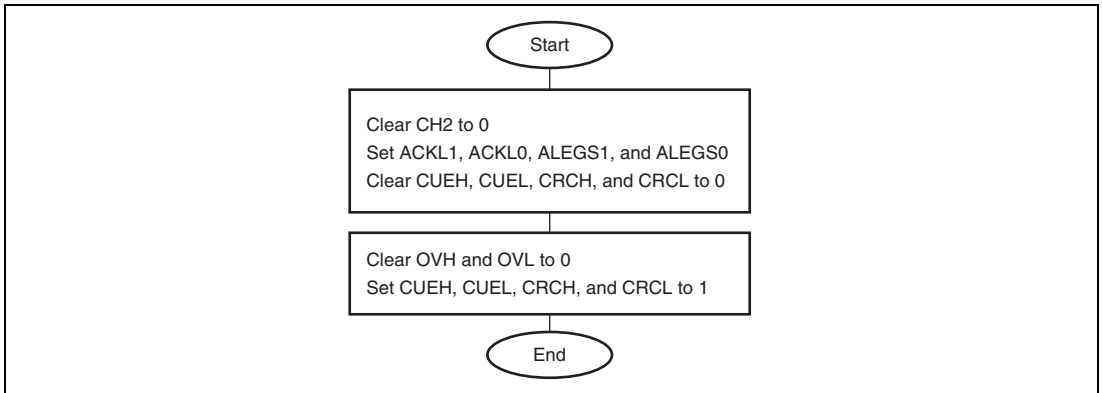 Start
Clear CH2 to 0
Set ACKL1, ACKL0, ALEGS1, and ALEGS0
Clear CUEH, CUEL, CRCH, and CRCL to 0
Clear OVH and OVL to 0
Set CUEH, CUEL, CRCH, and CRCL to 1
End